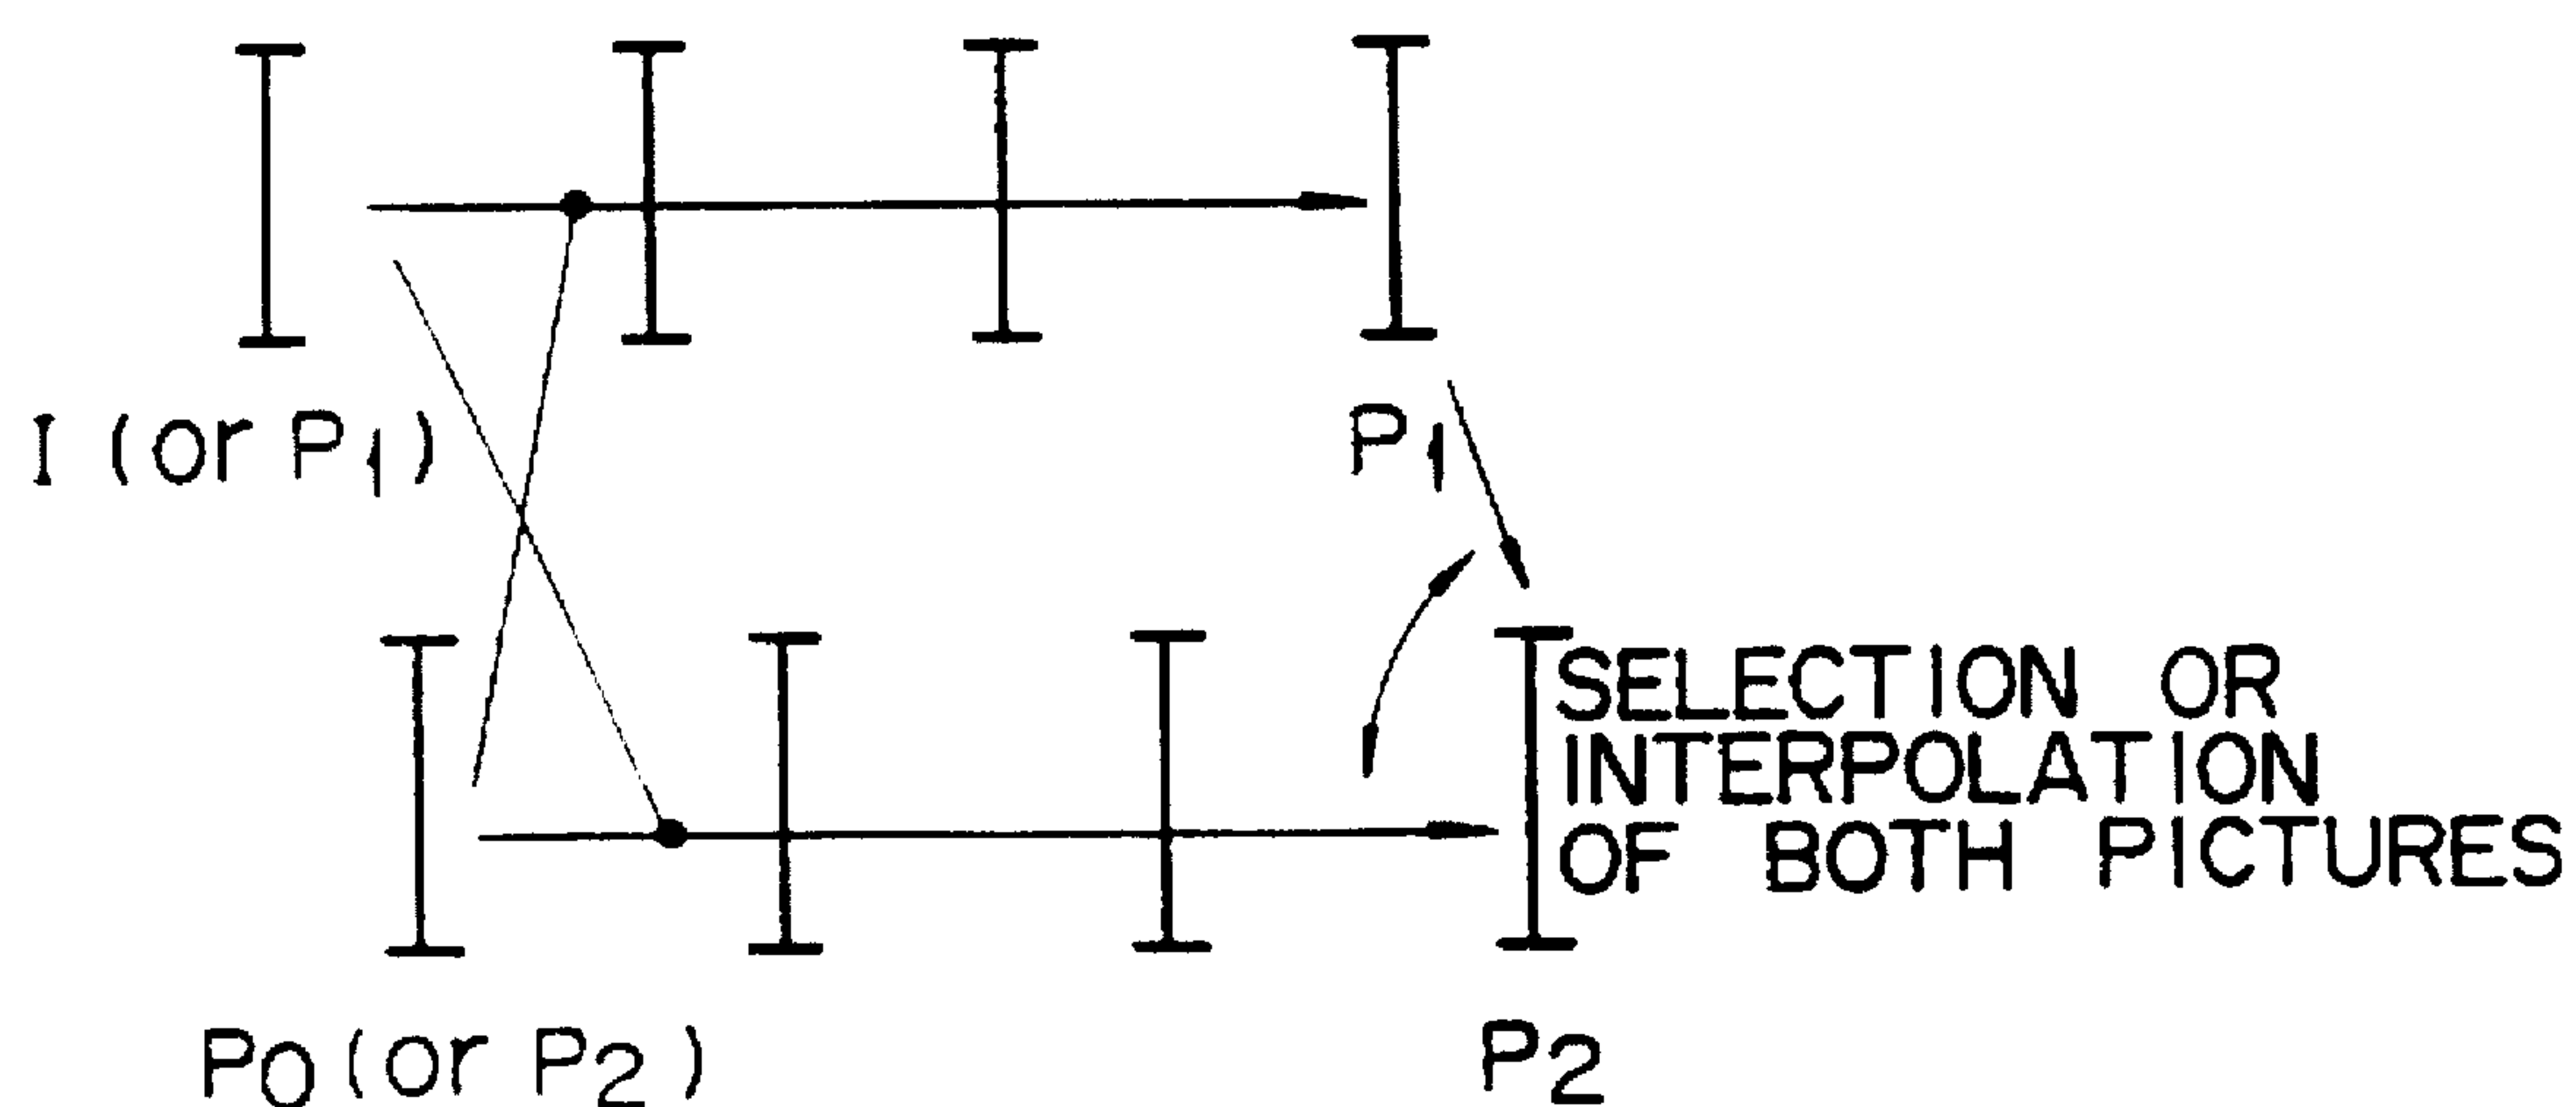 I (or P1)
P1
SELECTION OR
INTERPOLATION
OF BOTH PICTURES
P0 (or P2)
P2